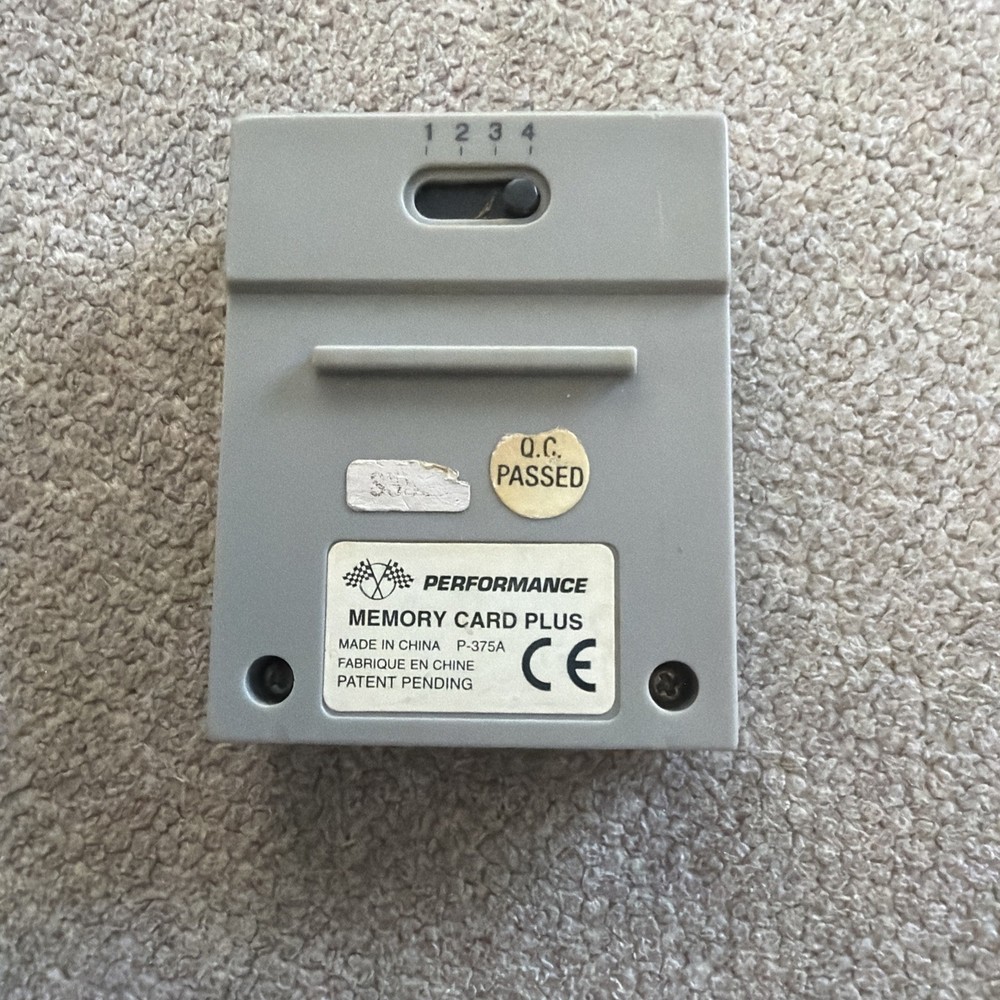 1 2 3 4
Q.C.
PASSED
PERFORMANCE
MEMORY CARD PLUS
MADE IN CHINA P-375A
FABRIQUE EN CHINE
PATENT PENDING
CE